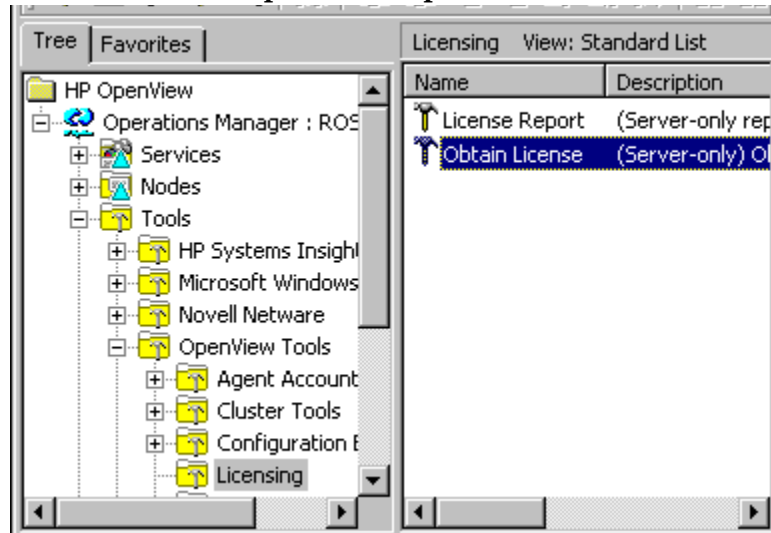 Tree
Favorites
Licensing View: Standard List
Name
Description
HP OpenView
Operations Manager : ROS
Services
Nodes
Tools
HP Systems Insigh
Microsoft Windows
Novell Netware
OpenView Tools
Agent Account
Cluster Tools
Configuration E
Licensing
License Report (Server-only rep
Obtain License (Server-only) Ob